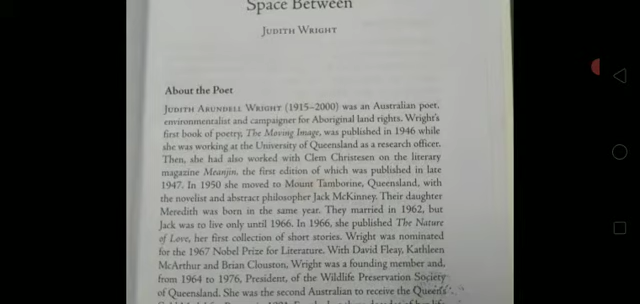 Space Between
JUDITH WRIGHT
About the Poet
JUDITH ARUNDELL WRIGHT (1915–2000) was an Australian poet,
environmentalist and campaigner for Aboriginal land rights. Wright's
first book of poetry, The Moving Image, was published in 1946 while
she was working at the University of Queensland as a research officer.
Then, she had also worked with Clem Christesen on the literary
magazine Meanjin, the first edition of which was published in late
1947. In 1950 she moved to Mount Tamborine, Queensland, with
the novelist and abstract philosopher Jack McKinney. Their daughter
Meredith was born in the same year. They married in 1962, but
Jack was to live only until 1966. In 1966, she published The Nature
of Love, her first collection of short stories. Wright was nominated
for the 1967 Nobel Prize for Literature. With David Fleay, Kathleen
McArthur and Brian Clouston, Wright was a founding member and,
from 1964 to 1976, President, of the Wildlife Preservation Society
of Queensland. She was the second Australian to receive the Queen's